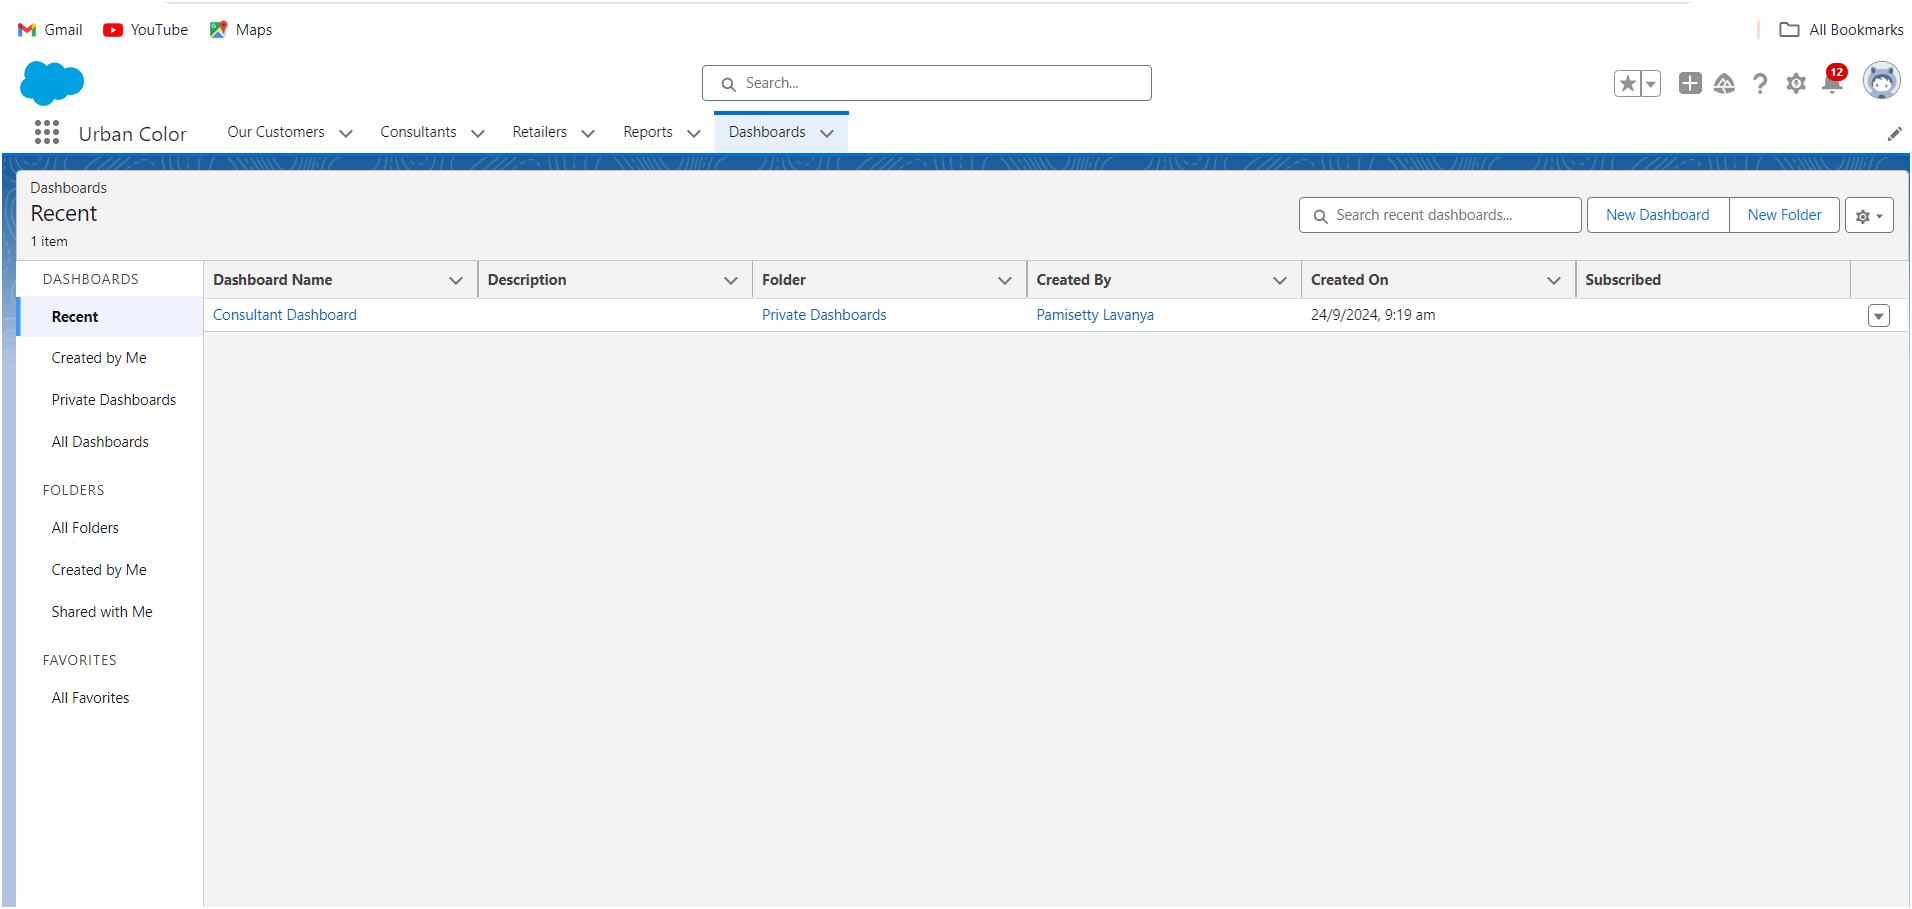 Gmail YouTube Maps All Bookmarks
Search...
12
Urban Color Our Customers Consultants Retailers Reports Dashboards
Dashboards
Recent
1 item
Search recent dashboards... New Dashboard New Folder
DASHBOARDS
Recent
Created by Me
Private Dashboards
All Dashboards
FOLDERS
All Folders
Created by Me
Shared with Me
FAVORITES
All Favorites
Dashboard Name Description Folder Created By Created On Subscribed
Consultant Dashboard Private Dashboards Pamisetty Lavanya 24/9/2024, 9:19 am